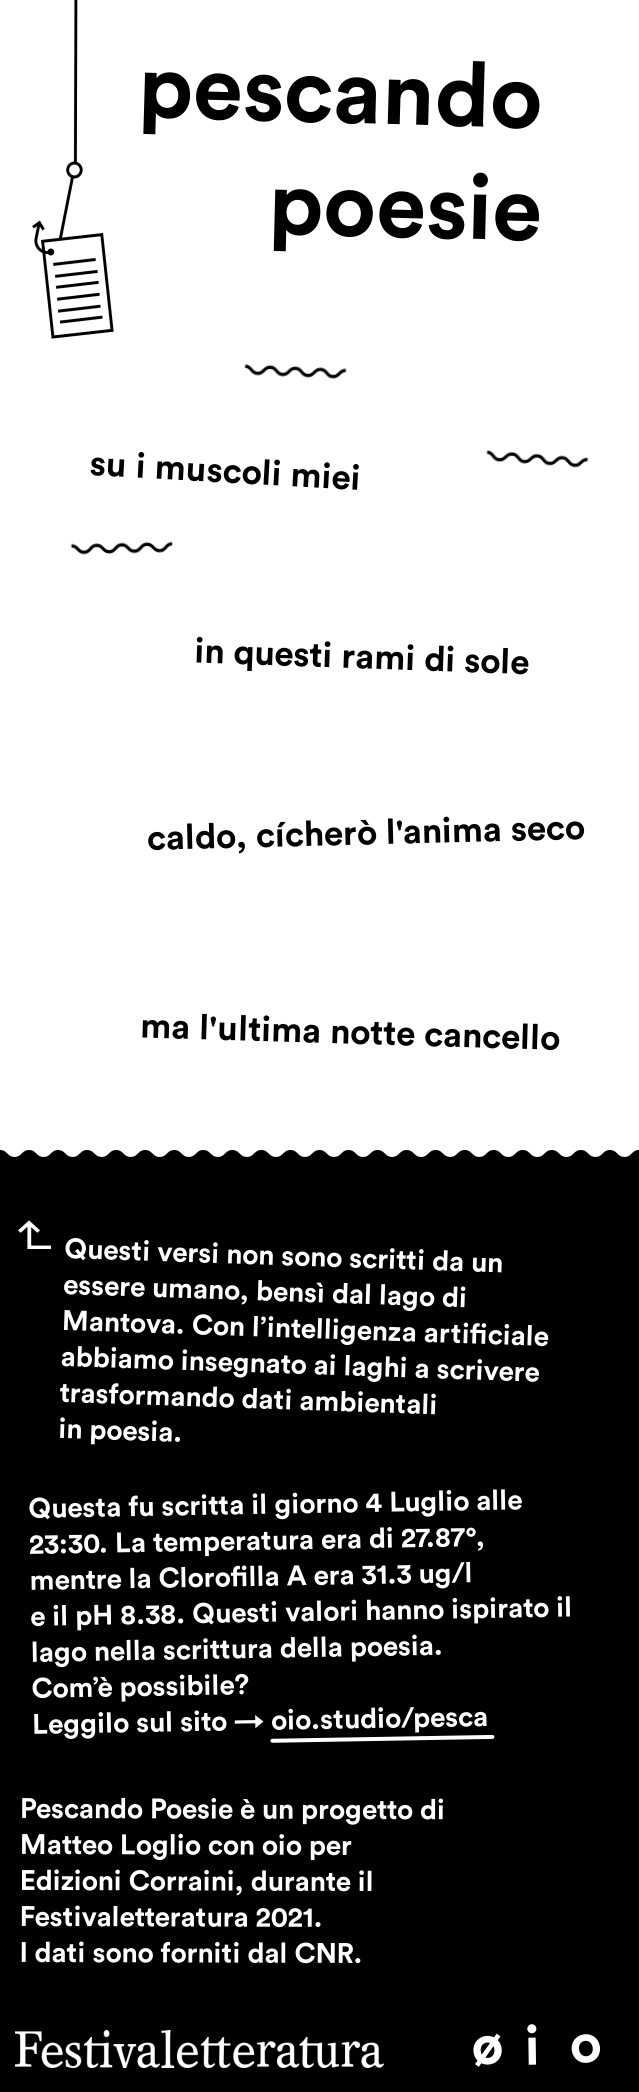 pescando
poesie
su i muscoli miei
in questi rami di sole
caldo, cícherò l'anima seco
ma l'ultima notte cancello
Questi versi non sono scritti da un
essere umano, bensì dal lago di
Mantova. Con l’intelligenza artificiale
abbiamo insegnato ai laghi a scrivere
trasformando dati ambientali
in poesia.
Questa fu scritta il giorno 4 Luglio alle
23:30. La temperatura era di 27.87°,
mentre la Clorofilla A era 31.3 ug/l
e il pH 8.38. Questi valori hanno ispirato il
lago nella scrittura della poesia.
Com’è possibile?
Leggilo sul sito → oio.studio/pesca
Pescando Poesie è un progetto di
Matteo Loglio con oio per
Edizioni Corraini, durante il
Festivaletteratura 2021.
I dati sono forniti dal CNR.
Festivaletteratura øio